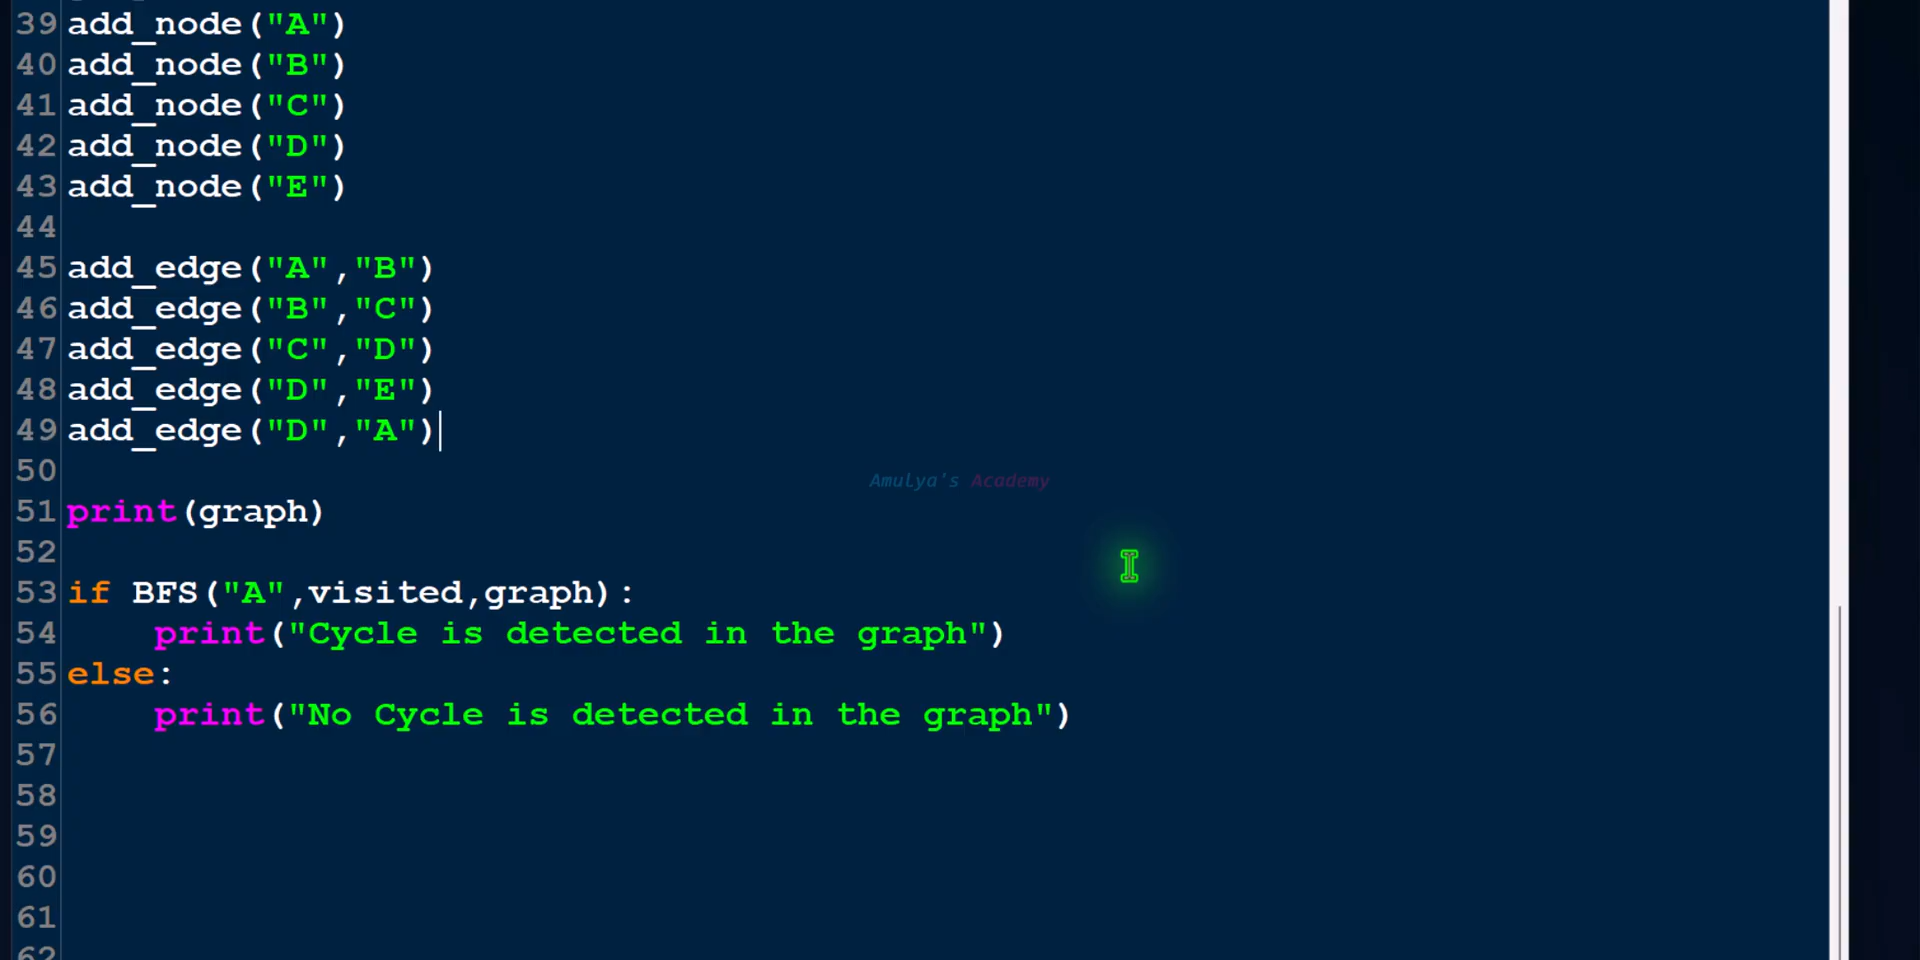 39 add_node("A")
40 add_node("B")
41 add_node("C")
42 add_node("D")
43 add_node("E")
44
45 add_edge("A","B")
46 add_edge("B","C")
47 add_edge("C","D")
48 add_edge("D","E")
49 add_edge("D","A")
50
Amulya's Academy
51 print(graph)
52
53 if BFS("A",visited,graph):
54     print("Cycle is detected in the graph")
55 else:
56     print("No Cycle is detected in the graph")
57
58
59
60
61
62